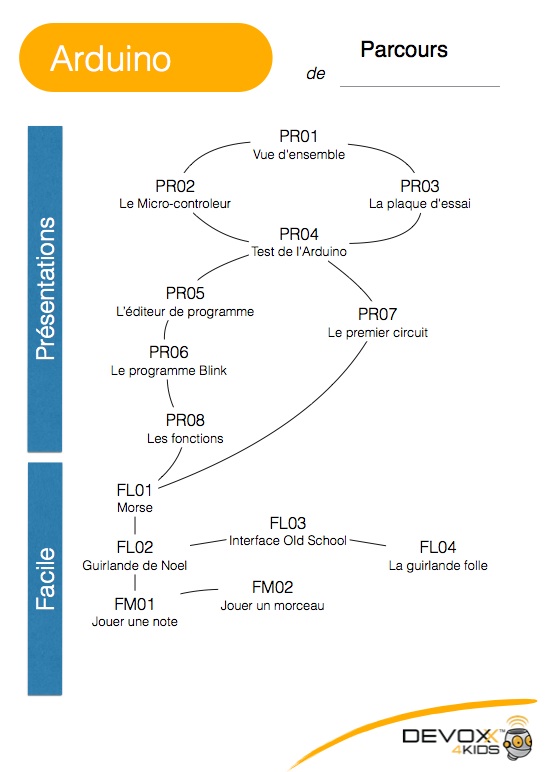 Arduino
Parcours
de
Présentations
PR01
Vue d'ensemble
PR02
Le Micro-controleur
PR03
La plaque d'essai
PR04
Test de l'Arduino
PR05
L'éditeur de programme
PR07
Le premier circuit
PR06
Le programme Blink
PR08
Les fonctions
Facile
FL01
Morse
FL03
Interface Old School
FL02
Guirlande de Noel
FL04
La guirlande folle
FM01
Jouer une note
FM02
Jouer un morceau
DEVOXX™
4KIDS